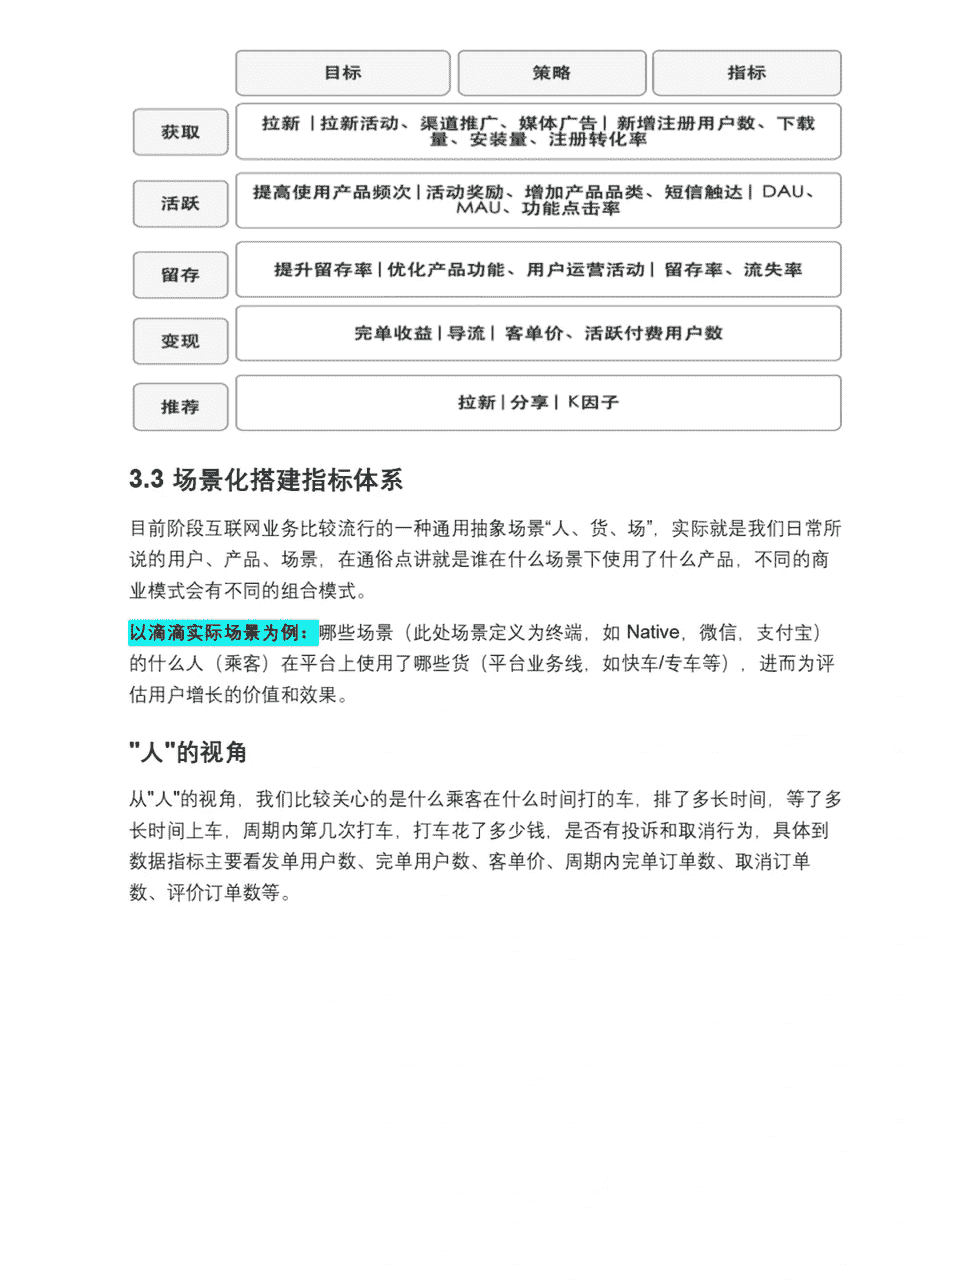 目标 策略 指标
获取
拉新 | 拉新活动、渠道推广、媒体广告 | 新增注册用户数、下载
量、安装量、注册转化率
活跃
提高使用产品频次 | 活动奖励、增加产品品类、短信触达 | DAU、
MAU、功能点击率
留存
提升留存率 | 优化产品功能、用户运营活动 | 留存率、流失率
变现
完单收益 | 导流 | 客单价、活跃付费用户数
推荐
拉新 | 分享 | K因子
3.3 场景化搭建指标体系
目前阶段互联网业务比较流行的一种通用抽象场景“人、货、场”，实际就是我们日常所
说的用户、产品、场景，在通俗点讲就是谁在什么场景下使用了什么产品，不同的商
业模式会有不同的组合模式。
以滴滴实际场景为例：哪些场景（此处场景定义为终端，如 Native，微信，支付宝）
的什么人（乘客）在平台上使用了哪些货（平台业务线，如快车/专车等），进而为评
估用户增长的价值和效果。
"人"的视角
从"人"的视角，我们比较关心的是什么乘客在什么时间打的车，排了多长时间，等了多
长时间上车，周期内第几次打车，打车花了多少钱，是否有投诉和取消行为，具体到
数据指标主要看发单用户数、完单用户数、客单价、周期内完单订单数、取消订单
数、评价订单数等。